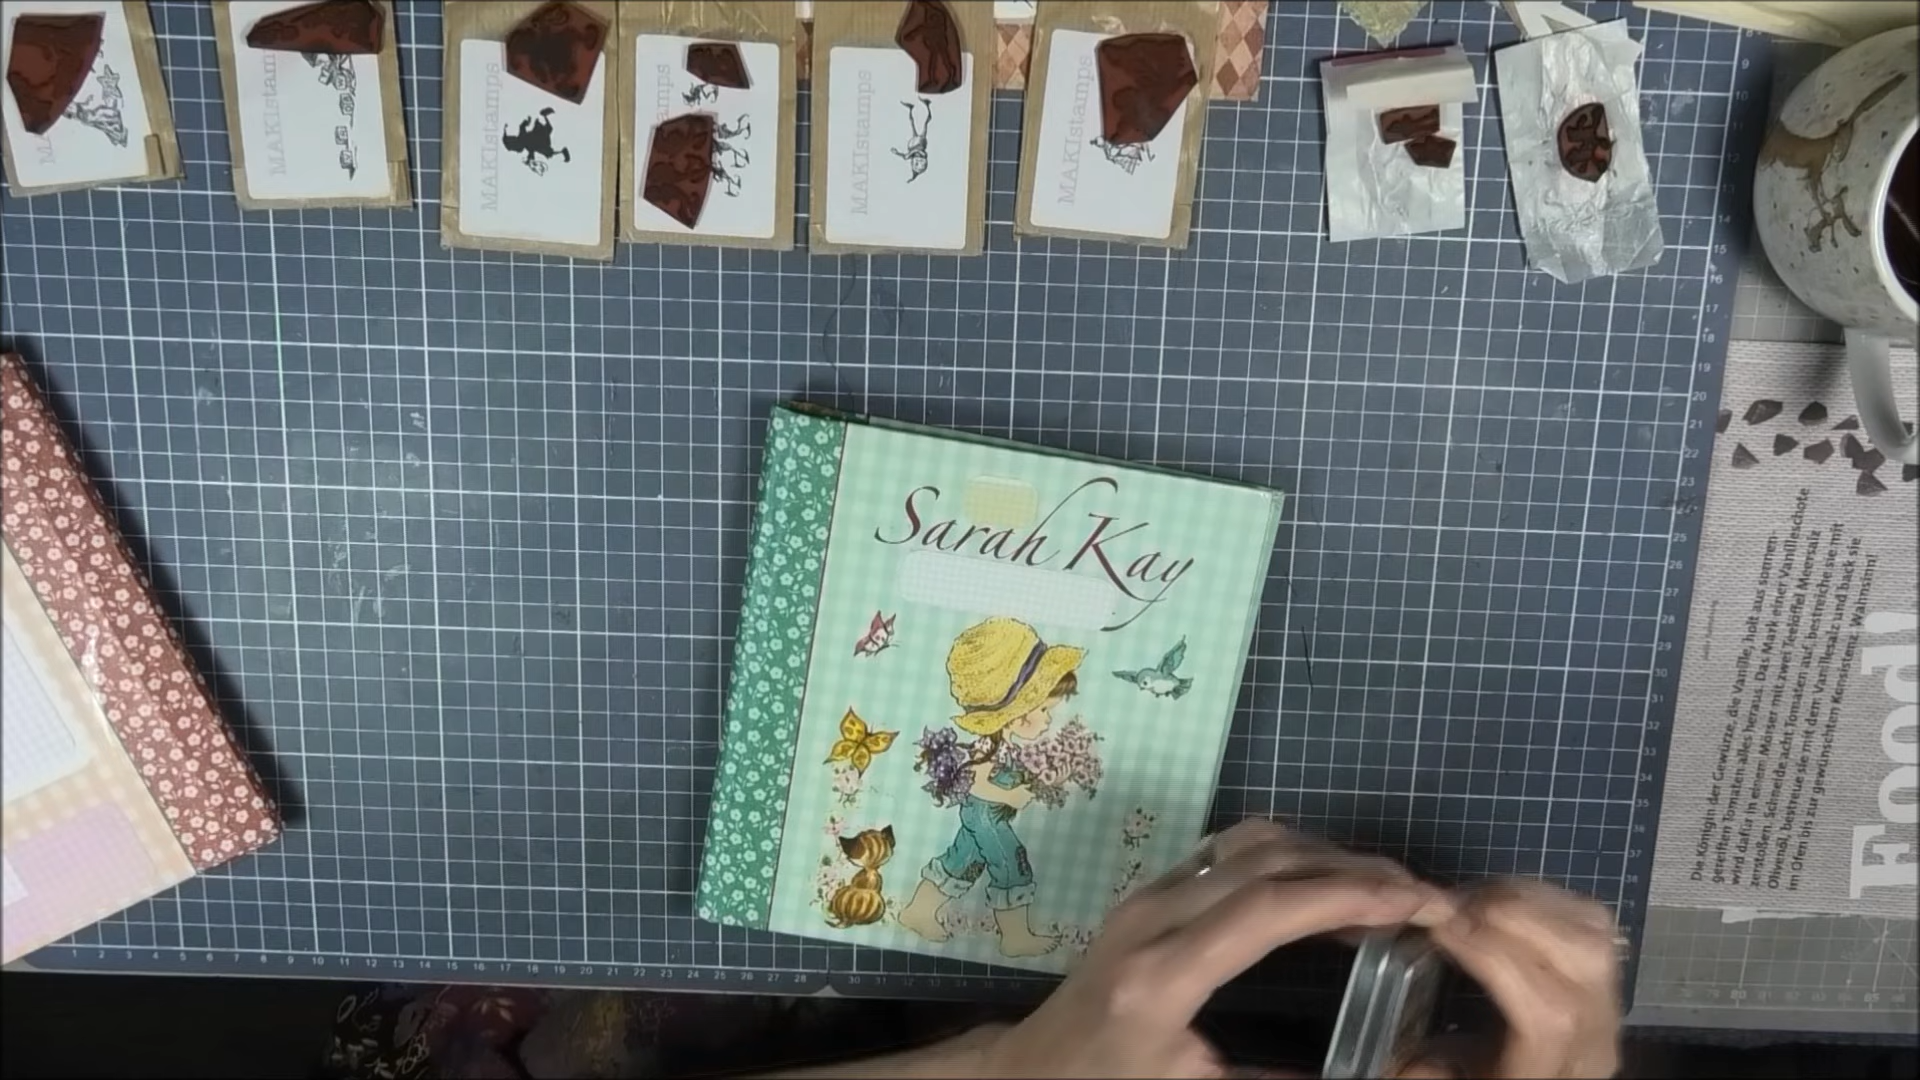 MAKIstamps
MAKIstamps
MAKIstamps
MAKIstamps
Sarah Kay
Die Königin der Gewürze, die Vanille, holt aus sonnen-
gereiften Tomaten alles heraus. Das Mark einer Vanilleschote
wird dafür in einem Mörser mit zwei Teelöffel Meersalz
zerstoßen. Schneide acht Tomaten auf, bestreiche sie mit
Olivenöl, bestreue sie mit dem Vanillesalz und back sie
im Ofen bis zur gewünschten Konsistenz. Wahnsinn!
Food!